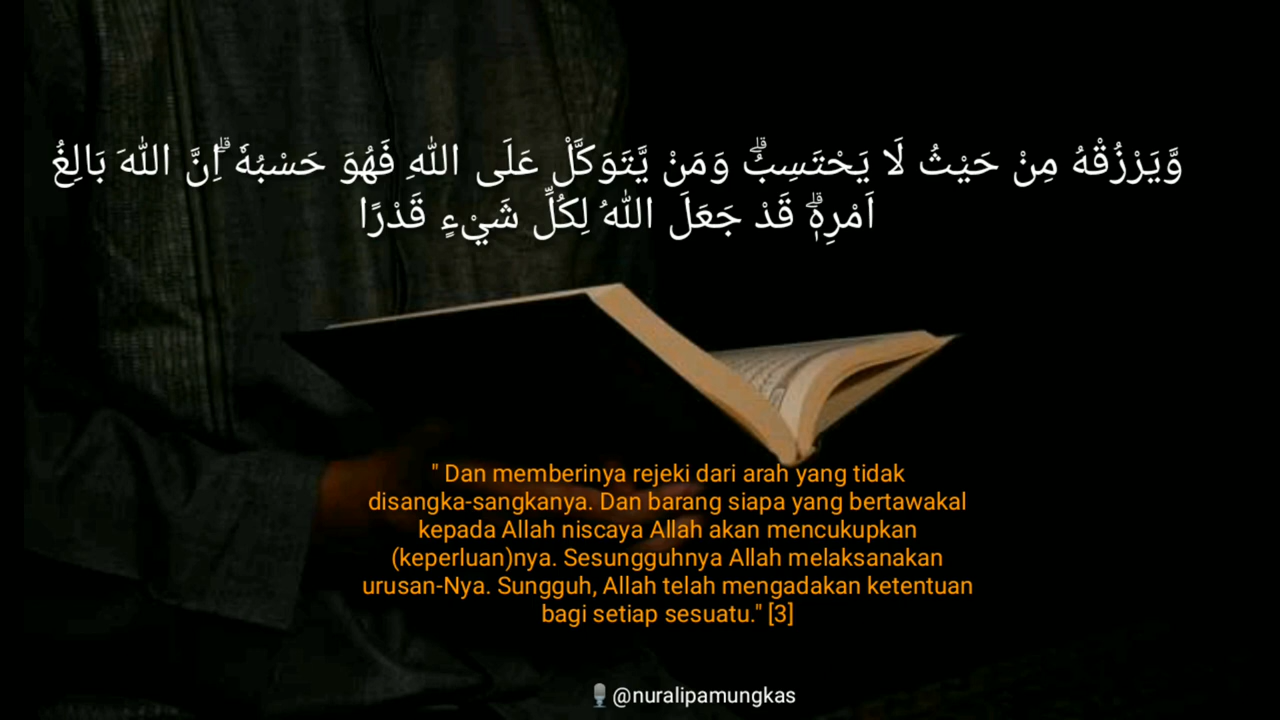 وَّيَرْزُقْهُ مِنْ حَيْثُ لَا يَحْتَسِبُۗ وَمَنْ يَّتَوَكَّلْ عَلَى اللّٰهِ فَهُوَ حَسْبُهٗ ۗاِنَّ اللّٰهَ بَالِغُ
اَمْرِهٖۗ قَدْ جَعَلَ اللّٰهُ لِكُلِّ شَيْءٍ قَدْرًا
" Dan memberinya rejeki dari arah yang tidak
disangka-sangkanya. Dan barang siapa yang bertawakal
kepada Allah niscaya Allah akan mencukupkan
(keperluan)nya. Sesungguhnya Allah melaksanakan
urusan-Nya. Sungguh, Allah telah mengadakan ketentuan
bagi setiap sesuatu." [3]
🎙️@nuralipamungkas